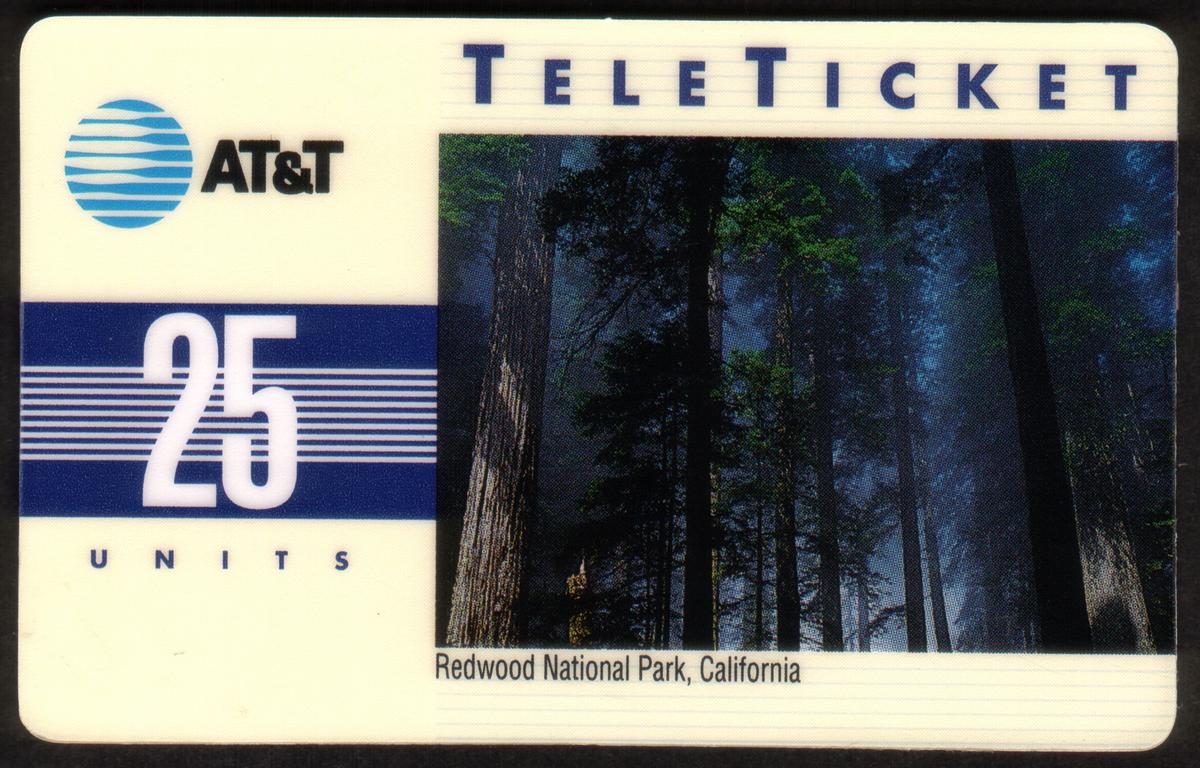 TELETICKET
AT&T
25
UNITS
Redwood National Park, California